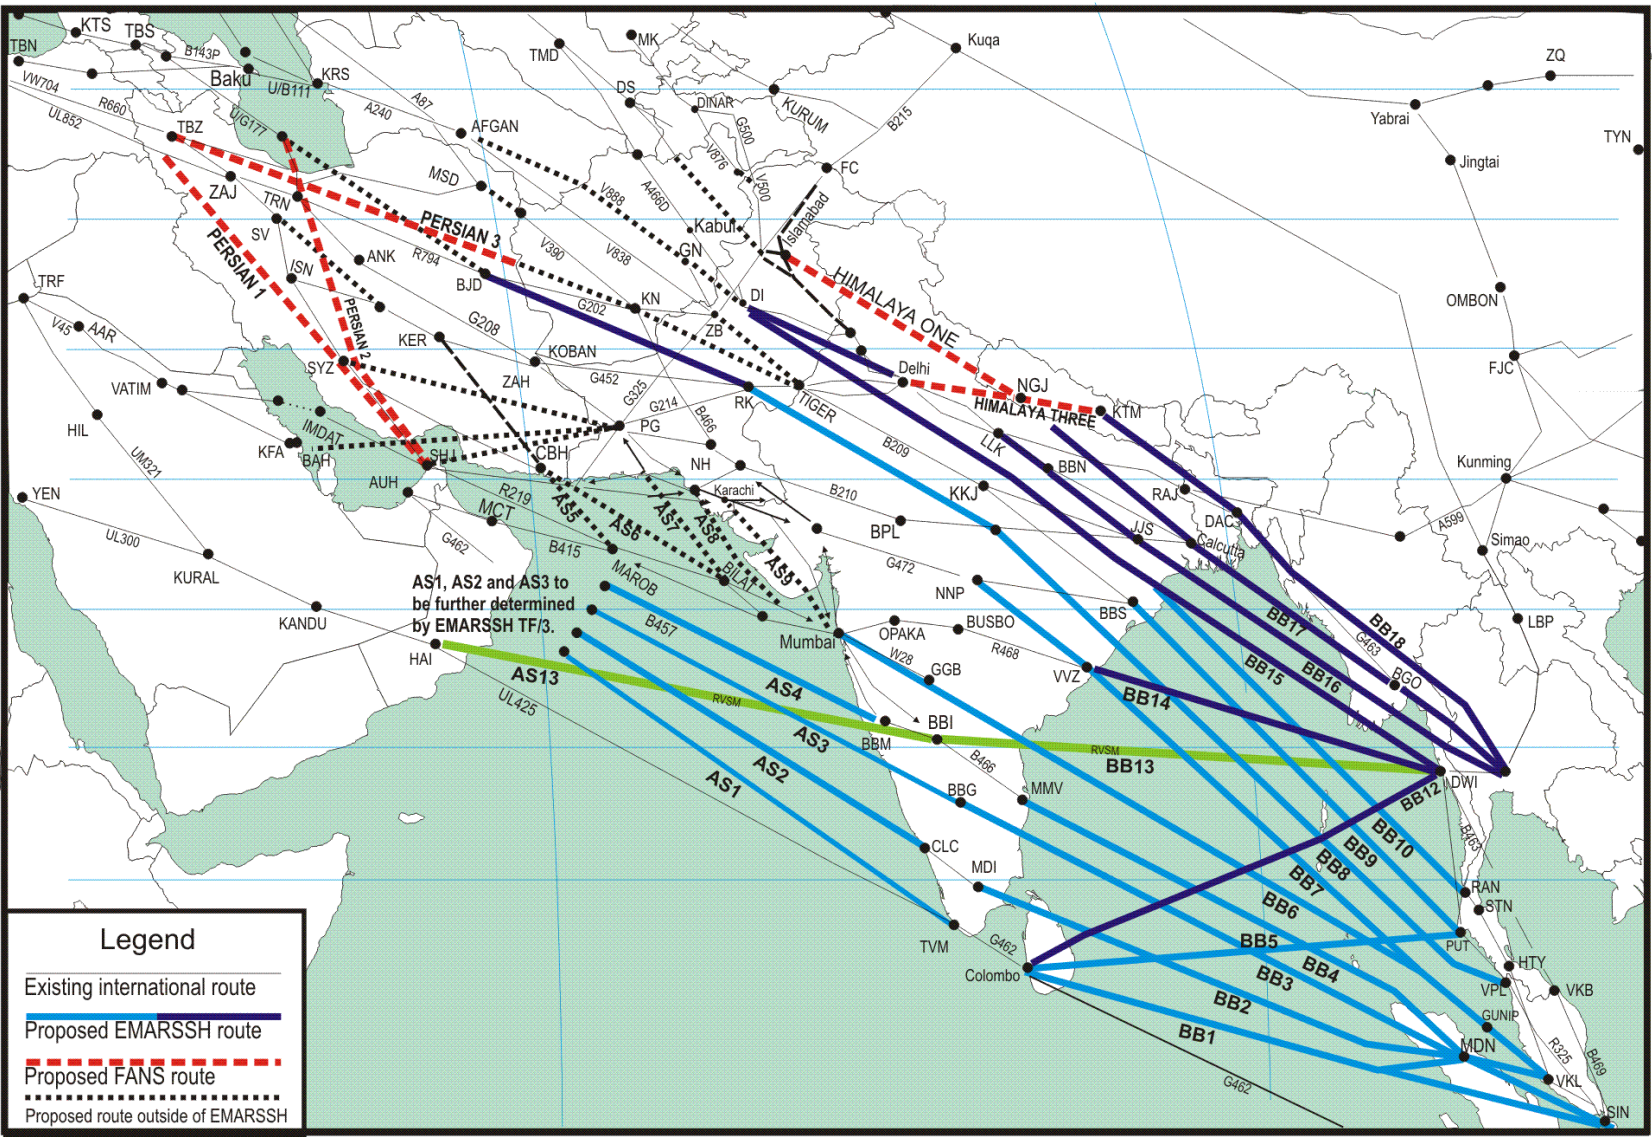 KTS
TBS
TBN
B143P
Baku
KRS
U/B111
VW704
R660
UL852
U/G177
A240
A87
TMD
MK
DS
DINAR
KURUM
Kuqa
B215
ZQ
Yabrai
TYN
Jingtai
TBZ
ZAJ
TRN
SV
ISN
ANK
AFGAN
MSD
G500
V876
V500
V888
A466D
FC
Islamabad
Kabul
GN
V390
V838
PERSIAN 3
PERSIAN 1
PERSIAN 2
R794
BJD
G202
KN
DI
ZB
HIMALAYA ONE
OMBON
FJC
TRF
V45
AAR
VATIM
HIL
SYZ
KER
G208
KOBAN
ZAH
G452
G325
G214
RK
TIGER
Delhi
NGJ
HIMALAYA THREE
KTM
IMDAT
KFA
BAH
SHJ
AUH
PG
B466
NH
Karachi
CBH
B209
B210
LLK
BBN
RAJ
DAC
KKJ
JJS
Calcutta
Kunming
A599
Simao
YEN
UM321
UL300
KURAL
KANDU
R219
MCT
G462
B415
AS5
AS6
AS7
AS8
AS9
MAROB
BILAT
BPL
G472
NNP
BBS
LBP
AS1, AS2 and AS3 to
be further determined
by EMARSSH TF/3.
B457
Mumbai
OPAKA
BUSBO
R468
W28
GGB
VVZ
HAI
AS13
UL425
RVSM
AS4
AS3
AS2
AS1
BBM
BBI
B466
MMV
BBG
CLC
MDI
TVM
G462
Colombo
BB14
BB15
BB16
BB17
BB18
G463
BGO
RVSM
BB13
BB12
DWI
B463
BB10
BB9
BB8
BB7
BB6
BB5
BB4
BB3
BB2
BB1
RAN
STN
PUT
HTY
VPL
VKB
GUNIP
MDN
R325
B469
VKL
SIN
G462
Legend
Existing international route
Proposed EMARSSH route
Proposed FANS route
Proposed route outside of EMARSSH